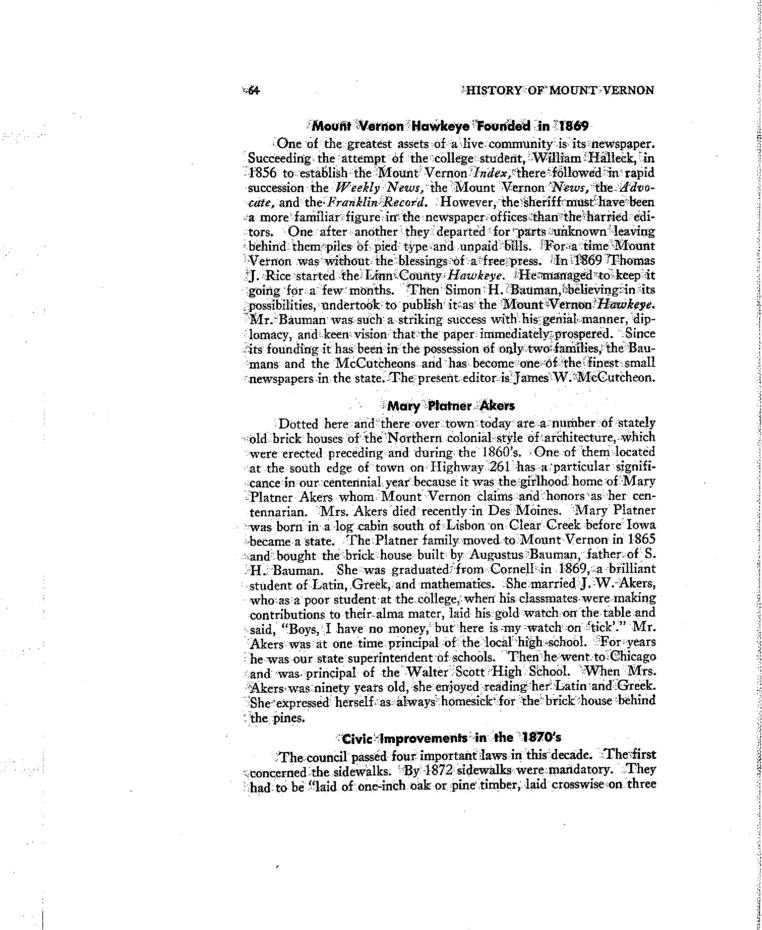 64 HISTORY OF MOUNT VERNON
Mount Vernon Hawkeye Founded in 1869
One of the greatest assets of a live community is its newspaper.
Succeeding the attempt of the college student, William Halleck, in
1856 to establish the Mount Vernon Index, there followed in rapid
succession the Weekly News, the Mount Vernon News, the Advo-
cate, and the Franklin Record. However, the sheriff must have been
a more familiar figure in the newspaper offices than the harried edi-
tors. One after another they departed for parts unknown leaving
behind them piles of pied type and unpaid bills. For a time Mount
Vernon was without the blessings of a free press. In 1869 Thomas
J. Rice started the Linn County Hawkeye. He managed to keep it
going for a few months. Then Simon H. Bauman, believing in its
possibilities, undertook to publish it as the Mount Vernon Hawkeye.
Mr. Bauman was such a striking success with his genial manner, dip-
lomacy, and keen vision that the paper immediately prospered. Since
its founding it has been in the possession of only two families, the Bau-
mans and the McCutcheons and has become one of the finest small
newspapers in the state. The present editor is James W. McCutcheon.
Mary Platner Akers
Dotted here and there over town today are a number of stately
old brick houses of the Northern colonial style of architecture, which
were erected preceding and during the 1860's. One of them located
at the south edge of town on Highway 261 has a particular signifi-
cance in our centennial year because it was the girlhood home of Mary
Platner Akers whom Mount Vernon claims and honors as her cen-
tennarian. Mrs. Akers died recently in Des Moines. Mary Platner
was born in a log cabin south of Lisbon on Clear Creek before Iowa
became a state. The Platner family moved to Mount Vernon in 1865
and bought the brick house built by Augustus Bauman, father of S.
H. Bauman. She was graduated from Cornell in 1869, a brilliant
student of Latin, Greek, and mathematics. She married J. W. Akers,
who as a poor student at the college, when his classmates were making
contributions to their alma mater, laid his gold watch on the table and
said, "Boys, I have no money, but here is my watch on 'tick'." Mr.
Akers was at one time principal of the local high school. For years
he was our state superintendent of schools. Then he went to Chicago
and was principal of the Walter Scott High School. When Mrs.
Akers was ninety years old, she enjoyed reading her Latin and Greek.
She expressed herself as always homesick for the brick house behind
the pines.
Civic Improvements in the 1870's
The council passed four important laws in this decade. The first
concerned the sidewalks. By 1872 sidewalks were mandatory. They
had to be "laid of one-inch oak or pine timber, laid crosswise on three